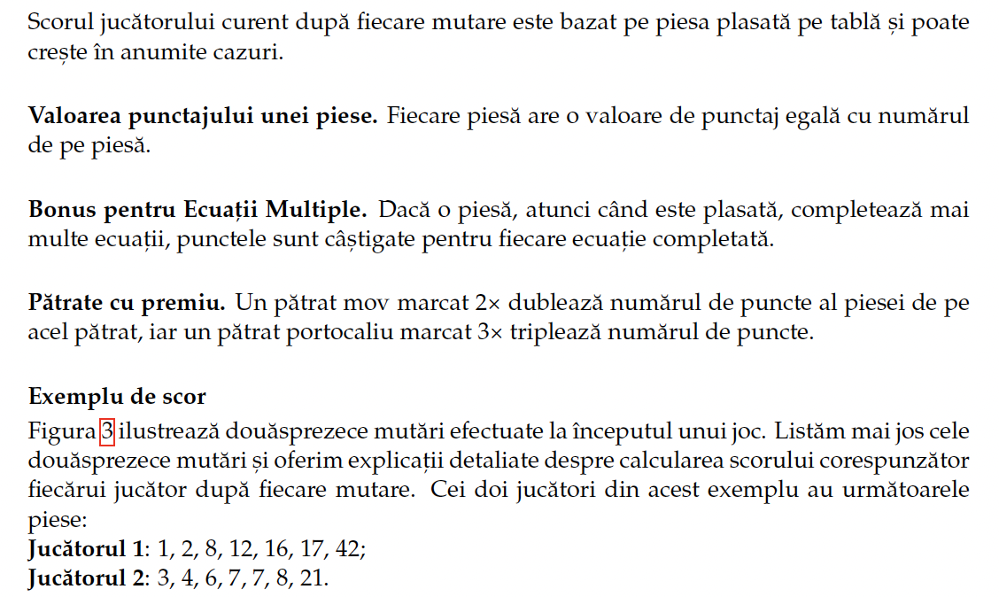 Scorul jucătorului curent după fiecare mutare este bazat pe piesa plasată pe tablă și poate
crește în anumite cazuri.
Valoarea punctajului unei piese. Fiecare piesă are o valoare de punctaj egală cu numărul
de pe piesă.
Bonus pentru Ecuații Multiple. Dacă o piesă, atunci când este plasată, completează mai
multe ecuații, punctele sunt câștigate pentru fiecare ecuație completată.
Pătrate cu premiu. Un pătrat mov marcat 2× dublează numărul de puncte al piesei de pe
acel pătrat, iar un pătrat portocaliu marcat 3× triplează numărul de puncte.
Exemplu de scor
Figura 3 ilustrează douăsprezece mutări efectuate la începutul unui joc. Listăm mai jos cele
douăsprezece mutări și oferim explicații detaliate despre calcularea scorului corespunzător
fiecărui jucător după fiecare mutare. Cei doi jucători din acest exemplu au următoarele
piese:
Jucătorul 1: 1, 2, 8, 12, 16, 17, 42;
Jucătorul 2: 3, 4, 6, 7, 7, 8, 21.